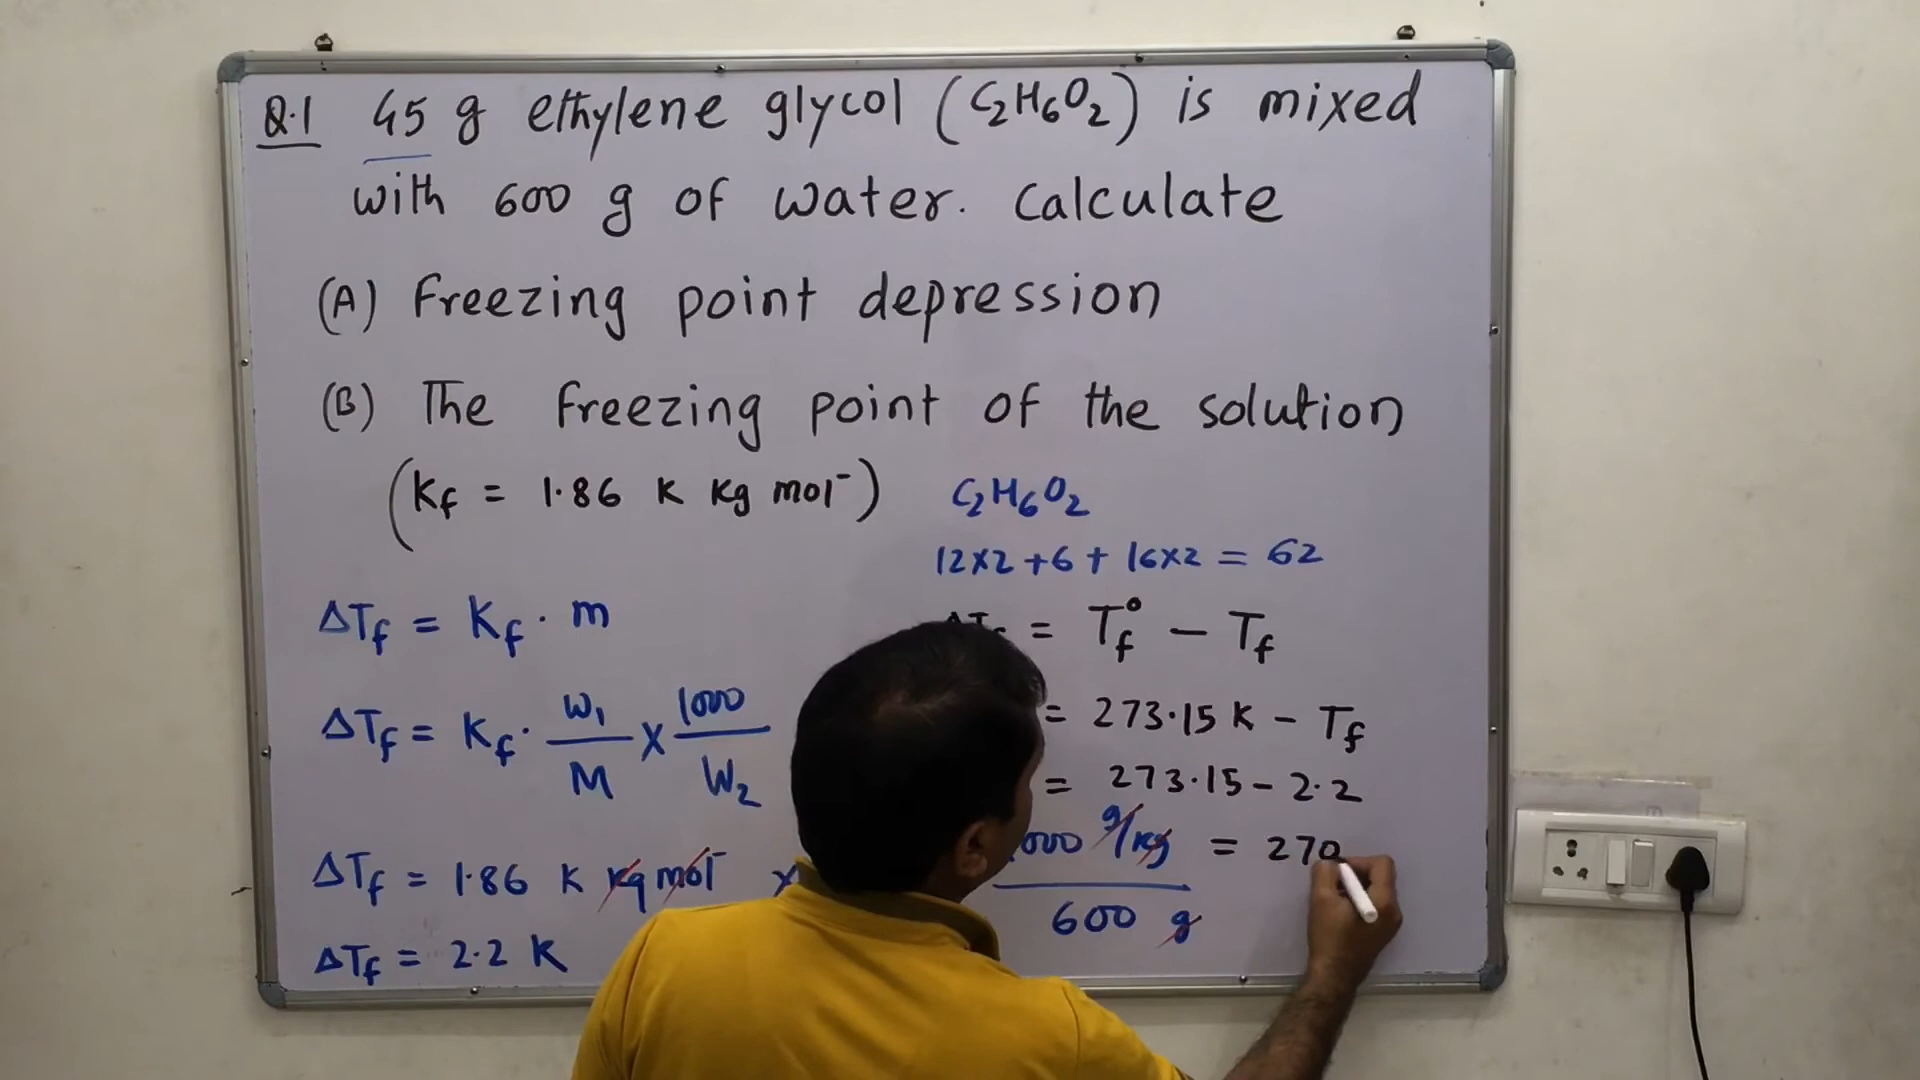 Q.1 45 g ethylene glycol (C₂H₆O₂) is mixed
with 600 g of water. Calculate
(A) Freezing point depression
(B) The freezing point of the solution
(Kf = 1.86 K Kg mol⁻)
C₂H₆O₂
12x2 + 6 + 16x2 = 62
ΔTf = Kf . m
ΔTf = Kf . w₁/M x 1000/W₂
ΔTf = 1.86 K Kg mol⁻ x
ΔTf = 2.2 K
= Tf° − Tf
= 273.15 K − Tf
= 273.15 − 2.2
000 g/Kg / 600 g
= 270